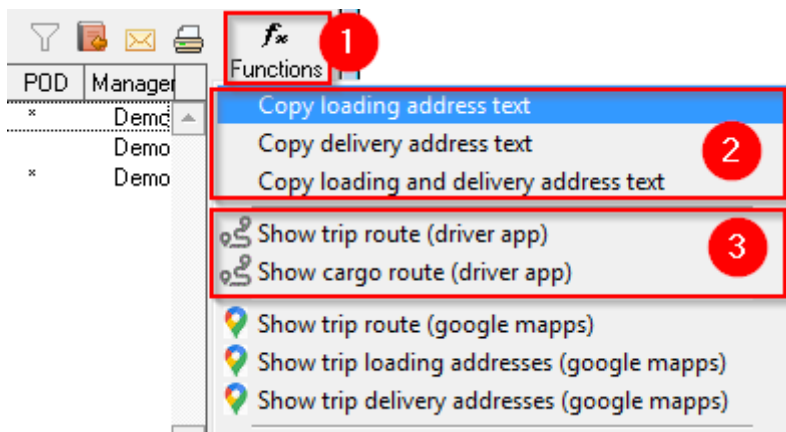 fx
1
Functions
POD Manager
Copy loading address text
* Demo
Copy delivery address text
Demo
2
Copy loading and delivery address text
* Demo
Show trip route (driver app)
3
Show cargo route (driver app)
Show trip route (google mapps)
Show trip loading addresses (google mapps)
Show trip delivery addresses (google mapps)